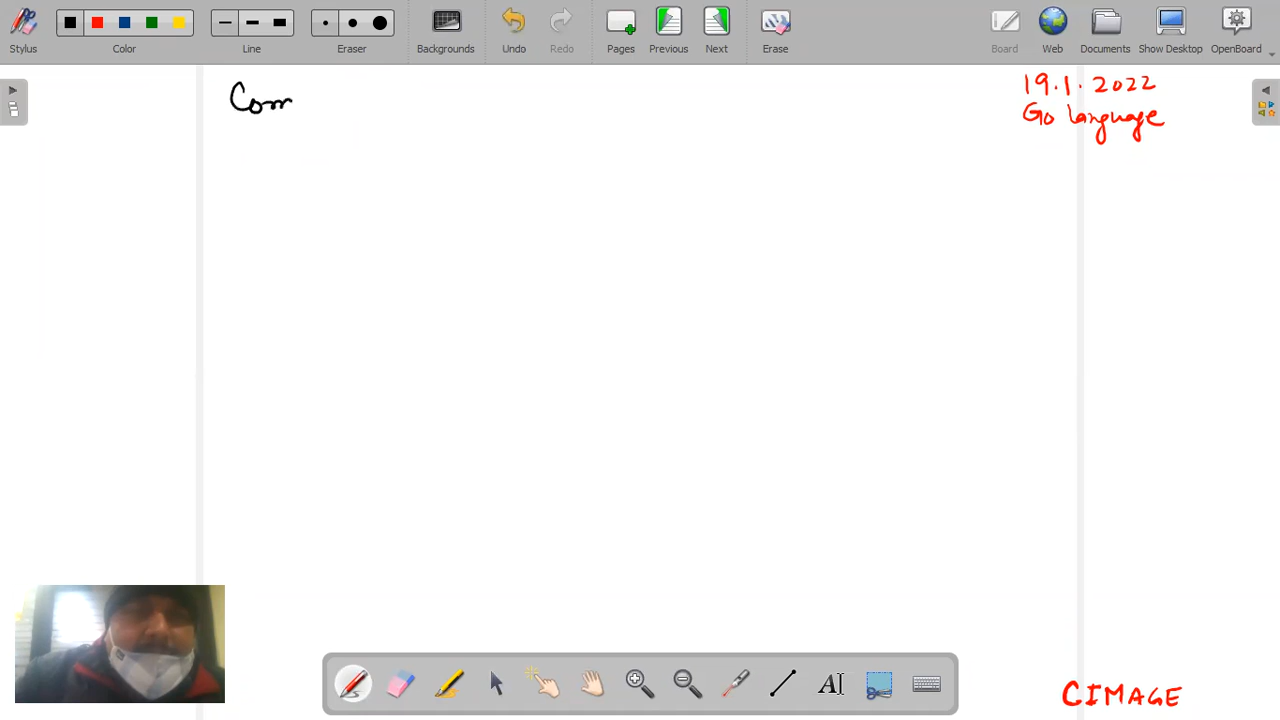 Stylus
Color
Line
Eraser
Backgrounds
Undo
Redo
Pages
Previous
Next
Erase
Board
Web
Documents
Show Desktop
OpenBoard
Com
19.1.2022
Go language
AI
CIMAGE